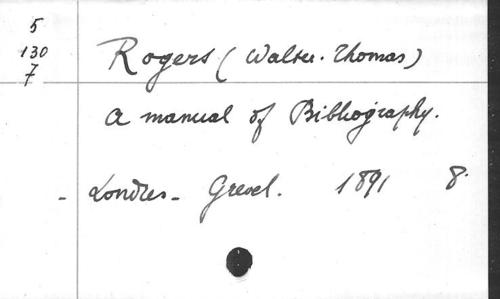 5
130
7
Rogers (Walter. Thomas)
A manual of Bibliography.
- Londres - Grevel. 1891 8.